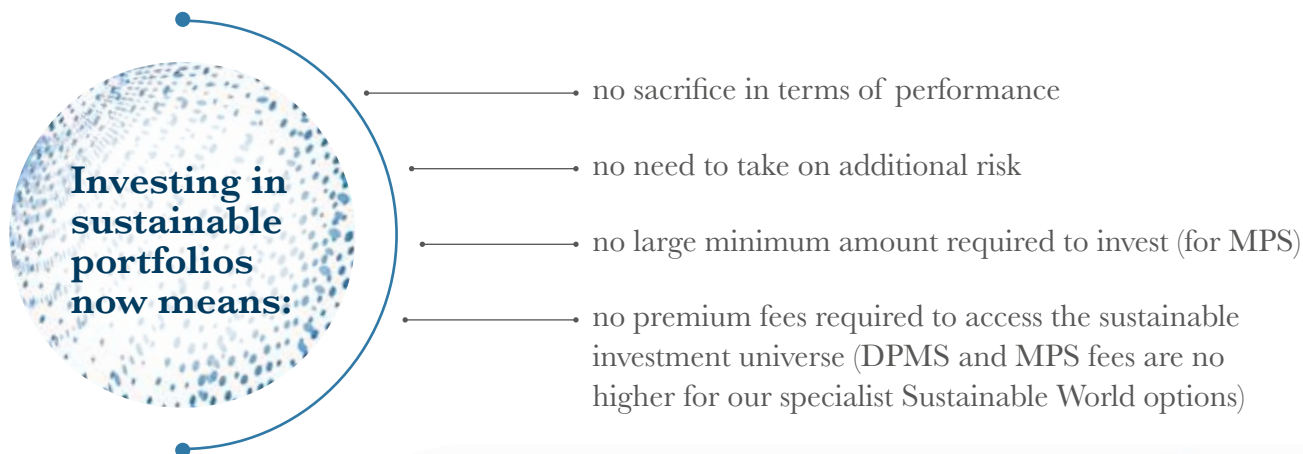 Investing in
sustainable
portfolios
now means:
no sacrifice in terms of performance
no need to take on additional risk
no large minimum amount required to invest (for MPS)
no premium fees required to access the sustainable
investment universe (DPMS and MPS fees are no
higher for our specialist Sustainable World options)